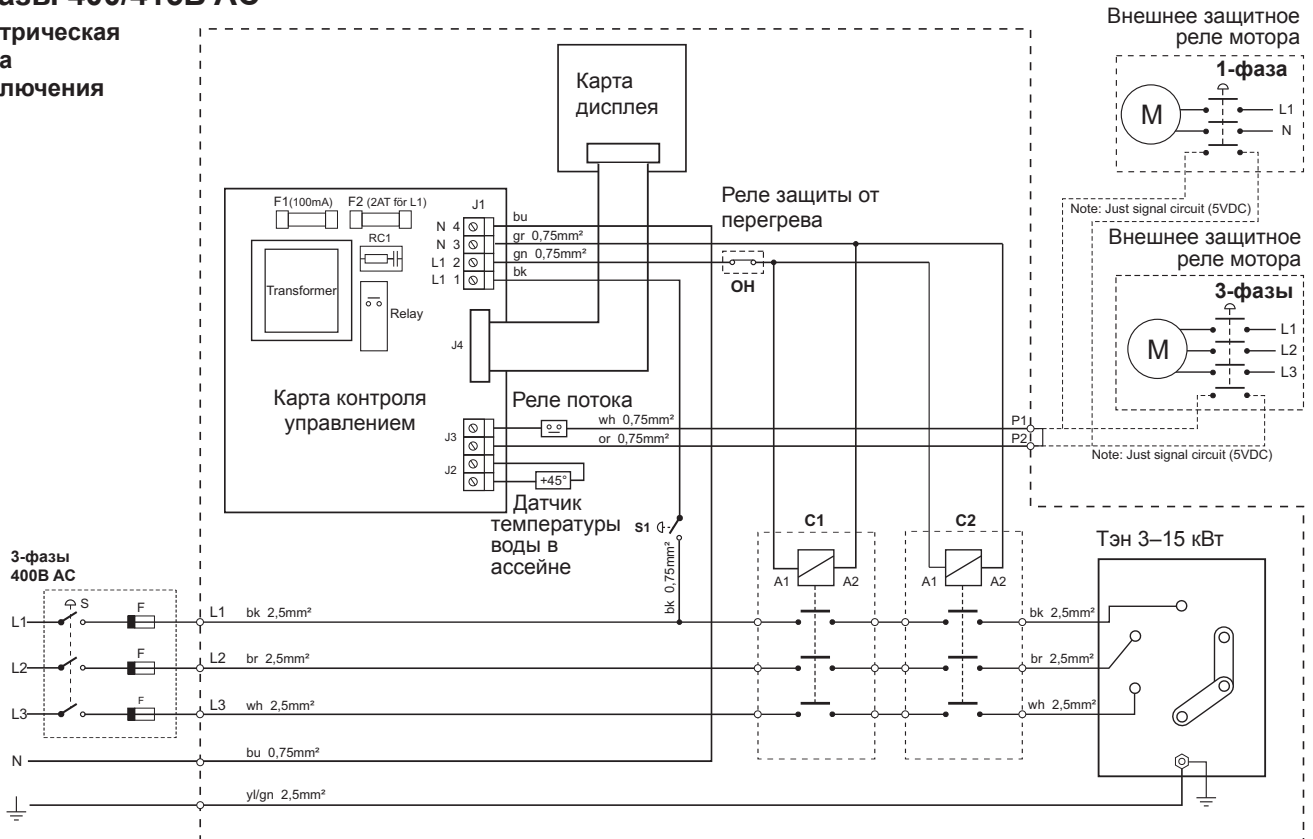 400/415В AC
Внешнее защитное
реле мотора
1-фаза
M
L1
N
Note: Just signal circuit (5VDC)
Внешнее защитное
реле мотора
3-фазы
M
L1
L2
L3
Note: Just signal circuit (5VDC)
Карта
дисплея
F1(100mA)
F2 (2AT för L1)
J1
RC1
Transformer
Relay
N 4
N 3
L1 2
L1 1
bu
gr 0,75mm²
gn 0,75mm²
bk
Реле защиты от
перегрева
OH
J4
Карта контроля
управлением
Реле потока
J3
J2
wh 0,75mm²
or 0,75mm²
P1
P2
+45°
Датчик
температуры
воды в
ассейне
S1
bk 0,75mm²
C1
A1
A2
C2
A1
A2
Тэн 3–15 кВт
3-фазы
400В AC
S
L1
F
L1
bk 2,5mm²
bk 2,5mm²
L2
F
L2
br 2,5mm²
br 2,5mm²
L3
F
L3
wh 2,5mm²
wh 2,5mm²
N
bu 0,75mm²
yl/gn 2,5mm²